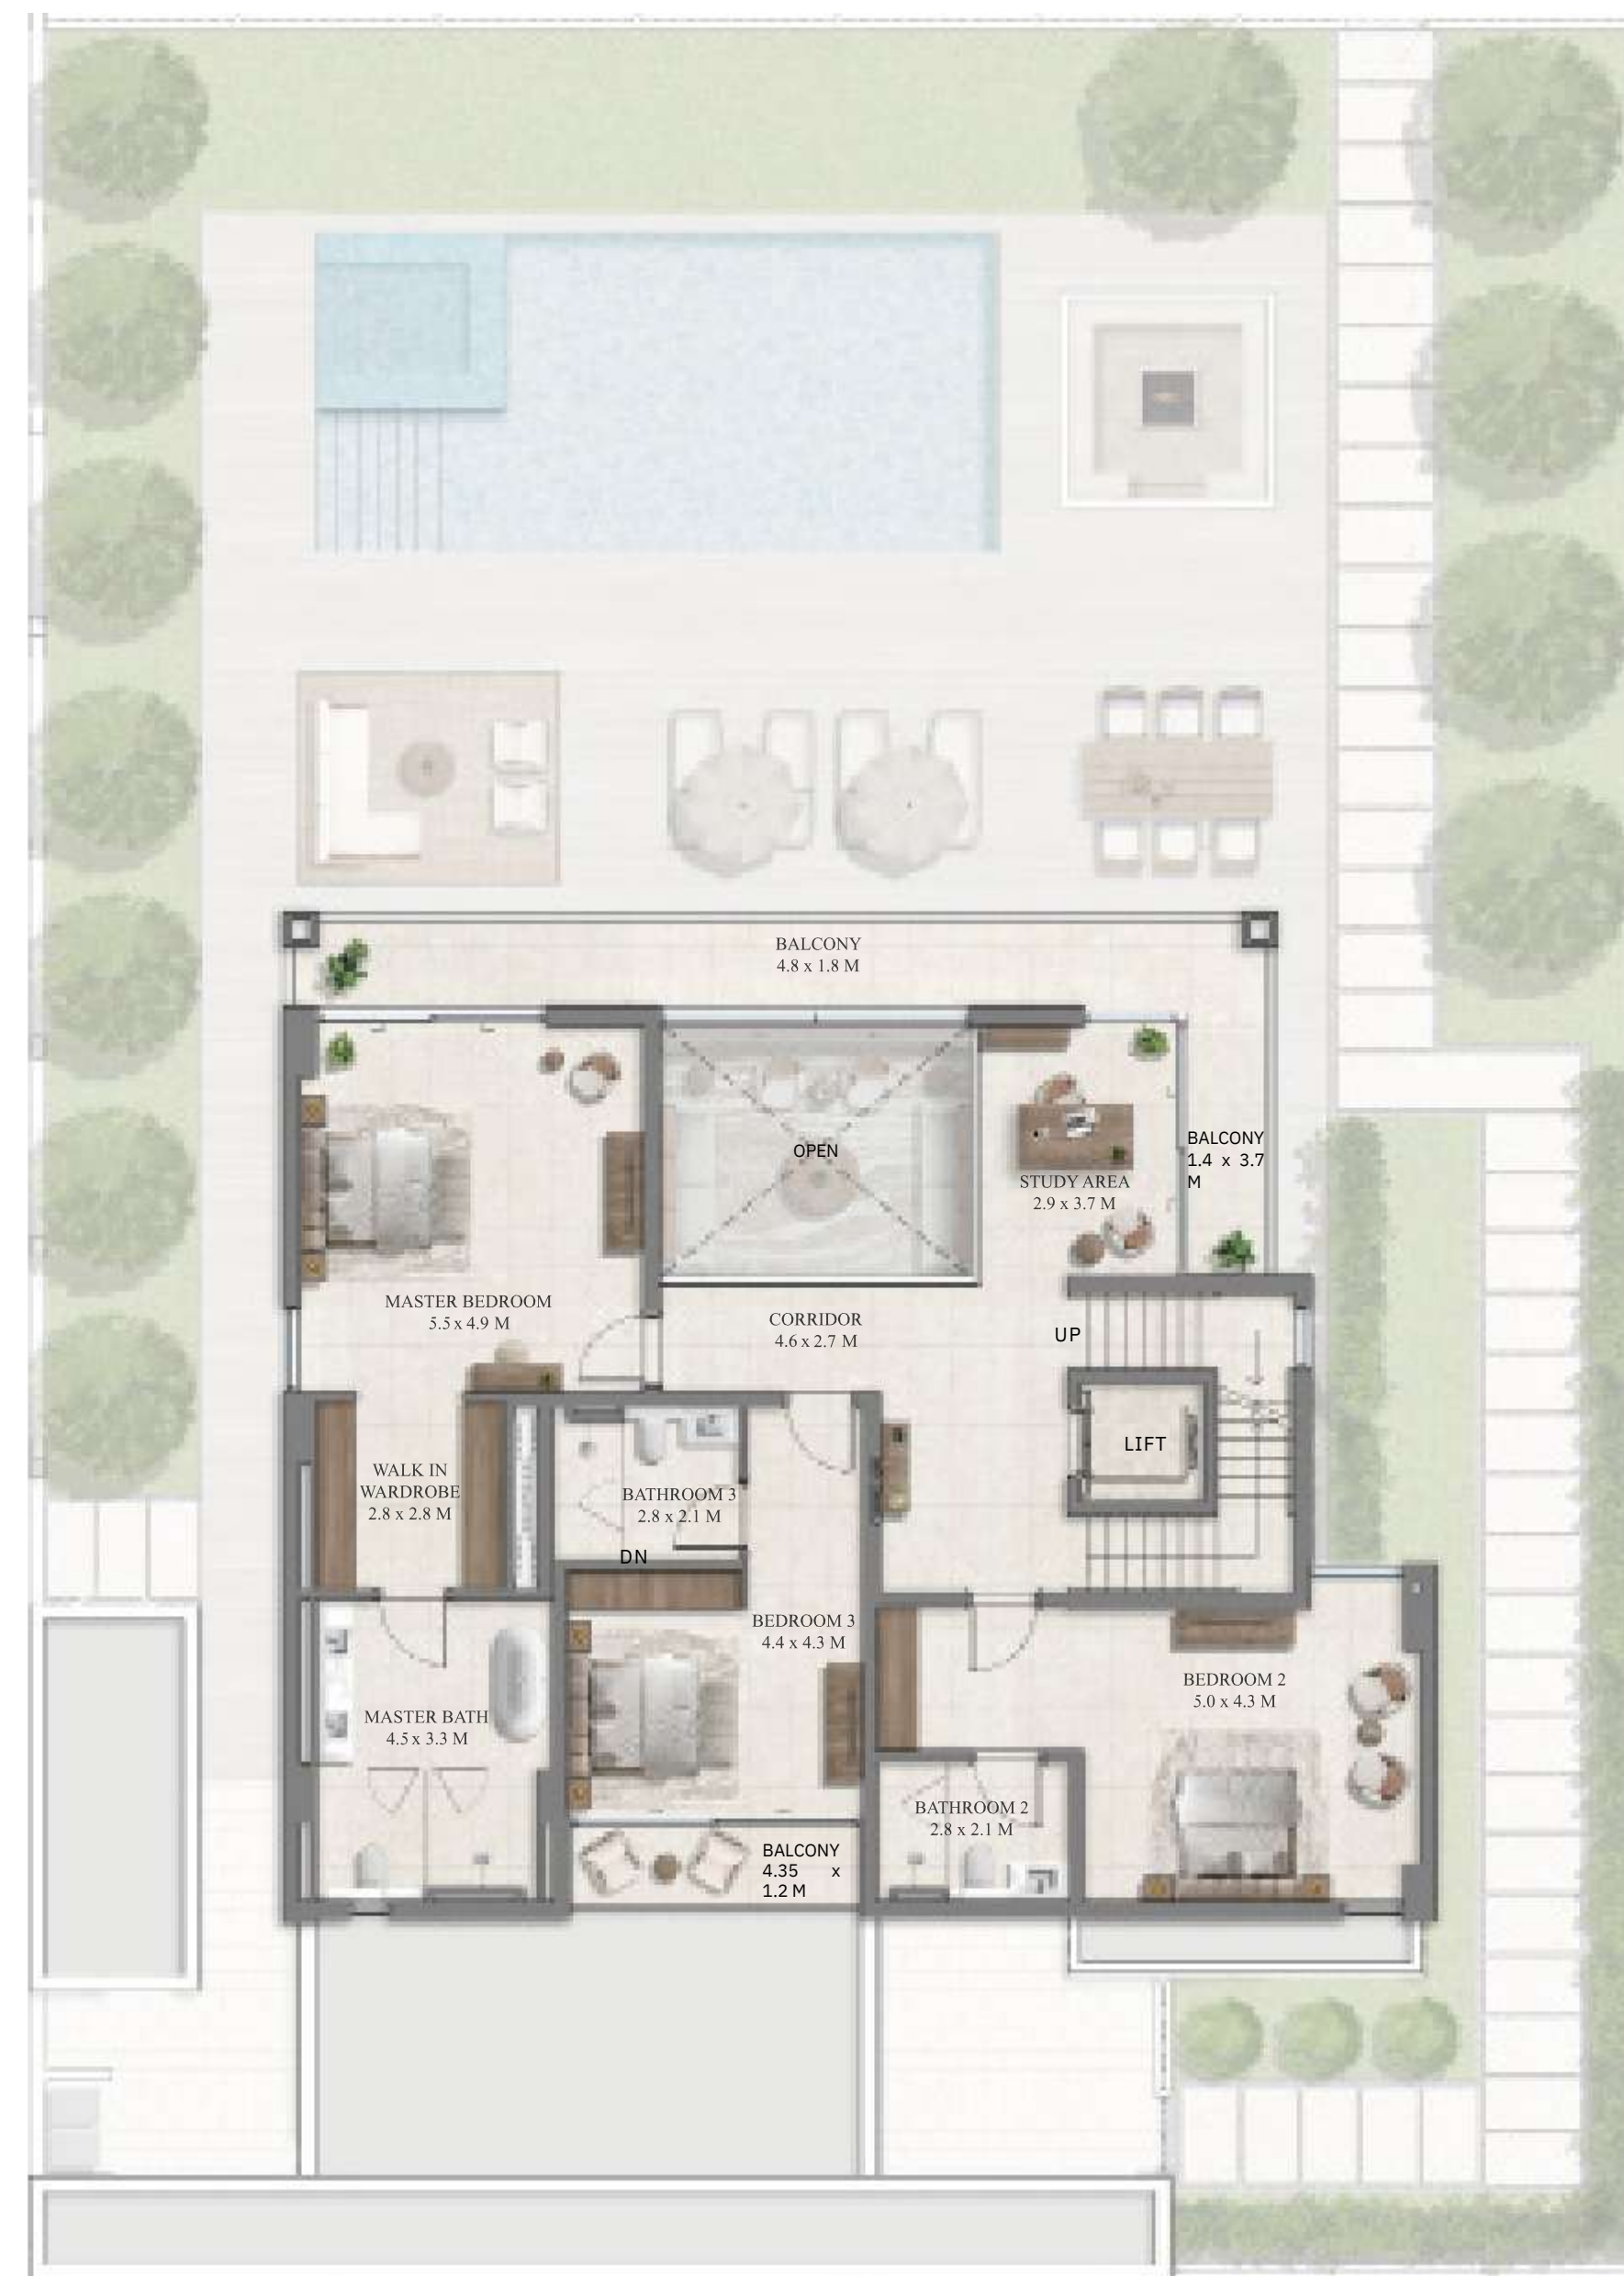 BALCONY
4.8 x 1.8 M
OPEN
BALCONY
1.4 x 3.7
M
STUDY AREA
2.9 x 3.7 M
MASTER BEDROOM
5.5 x 4.9 M
CORRIDOR
4.6 x 2.7 M
UP
LIFT
WALK IN
WARDROBE
2.8 x 2.8 M
BATHROOM 3
2.8 x 2.1 M
DN
BEDROOM 3
4.4 x 4.3 M
BEDROOM 2
5.0 x 4.3 M
MASTER BATH
4.5 x 3.3 M
BATHROOM 2
2.8 x 2.1 M
BALCONY
4.35 x
1.2 M